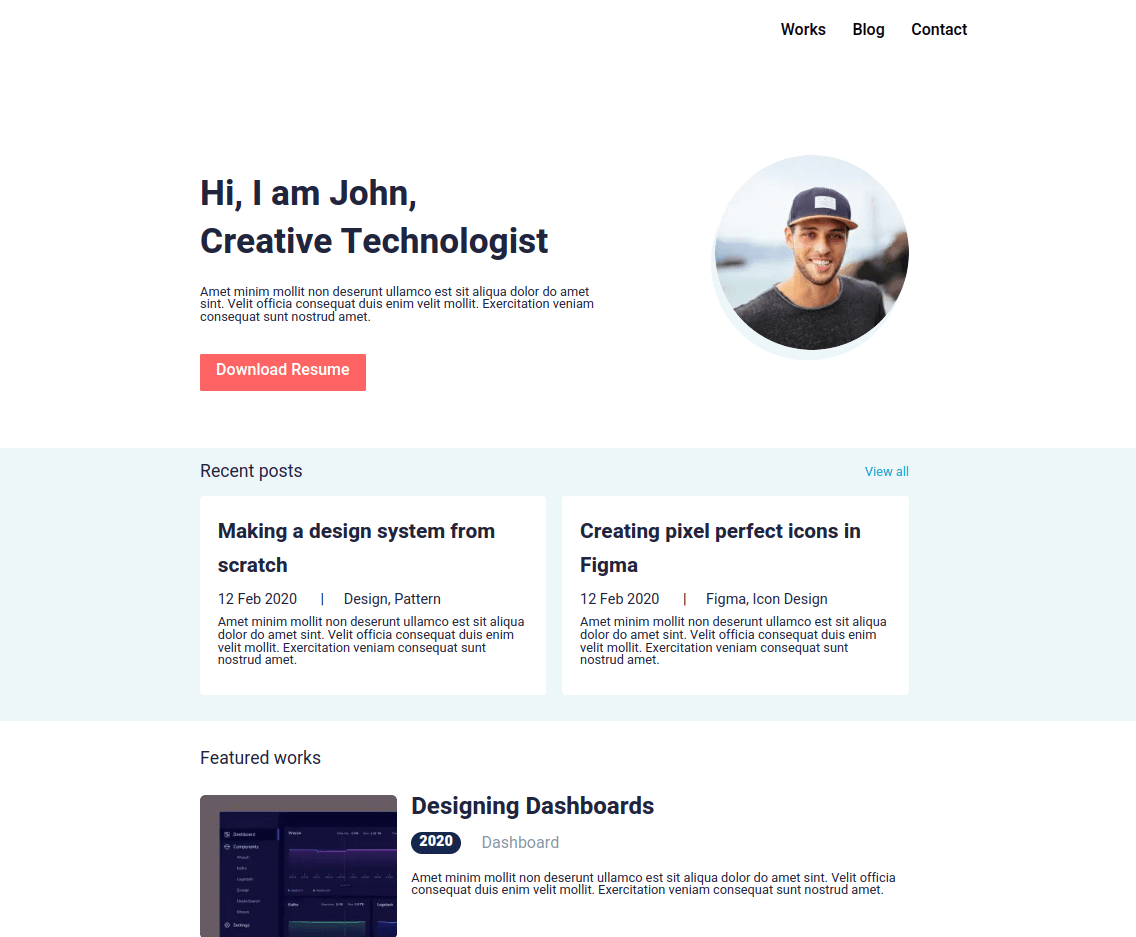 Works Blog Contact
Hi, I am John,
Creative Technologist
Amet minim mollit non deserunt ullamco est sit aliqua dolor do amet
sint. Velit officia consequat duis enim velit mollit. Exercitation veniam
consequat sunt nostrud amet.
Download Resume
Recent posts
View all
Making a design system from
scratch
12 Feb 2020 | Design, Pattern
Amet minim mollit non deserunt ullamco est sit aliqua
dolor do amet sint. Velit officia consequat duis enim
velit mollit. Exercitation veniam consequat sunt
nostrud amet.
Creating pixel perfect icons in
Figma
12 Feb 2020 | Figma, Icon Design
Amet minim mollit non deserunt ullamco est sit aliqua
dolor do amet sint. Velit officia consequat duis enim
velit mollit. Exercitation veniam consequat sunt
nostrud amet.
Featured works
Dashboard
Components
Settings
Designing Dashboards
2020 Dashboard
Amet minim mollit non deserunt ullamco est sit aliqua dolor do amet sint. Velit officia
consequat duis enim velit mollit. Exercitation veniam consequat sunt nostrud amet.